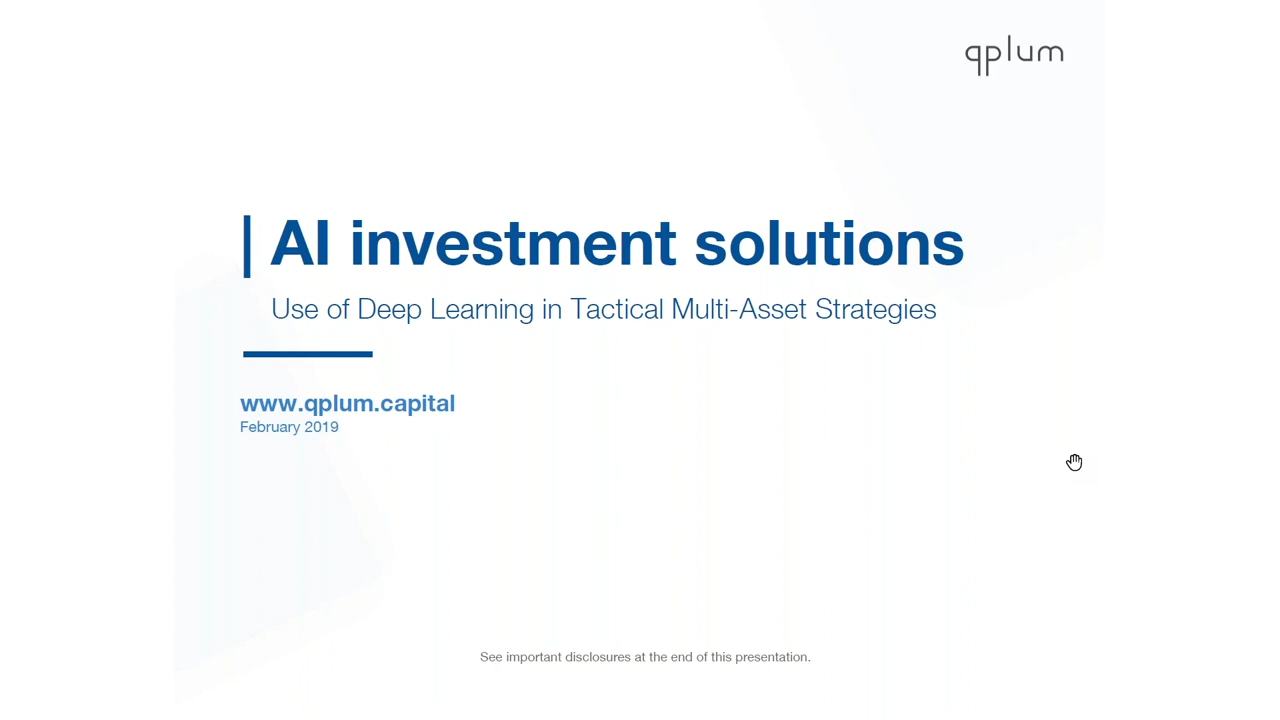 qplum
| AI investment solutions
Use of Deep Learning in Tactical Multi-Asset Strategies
www.qplum.capital
February 2019
See important disclosures at the end of this presentation.